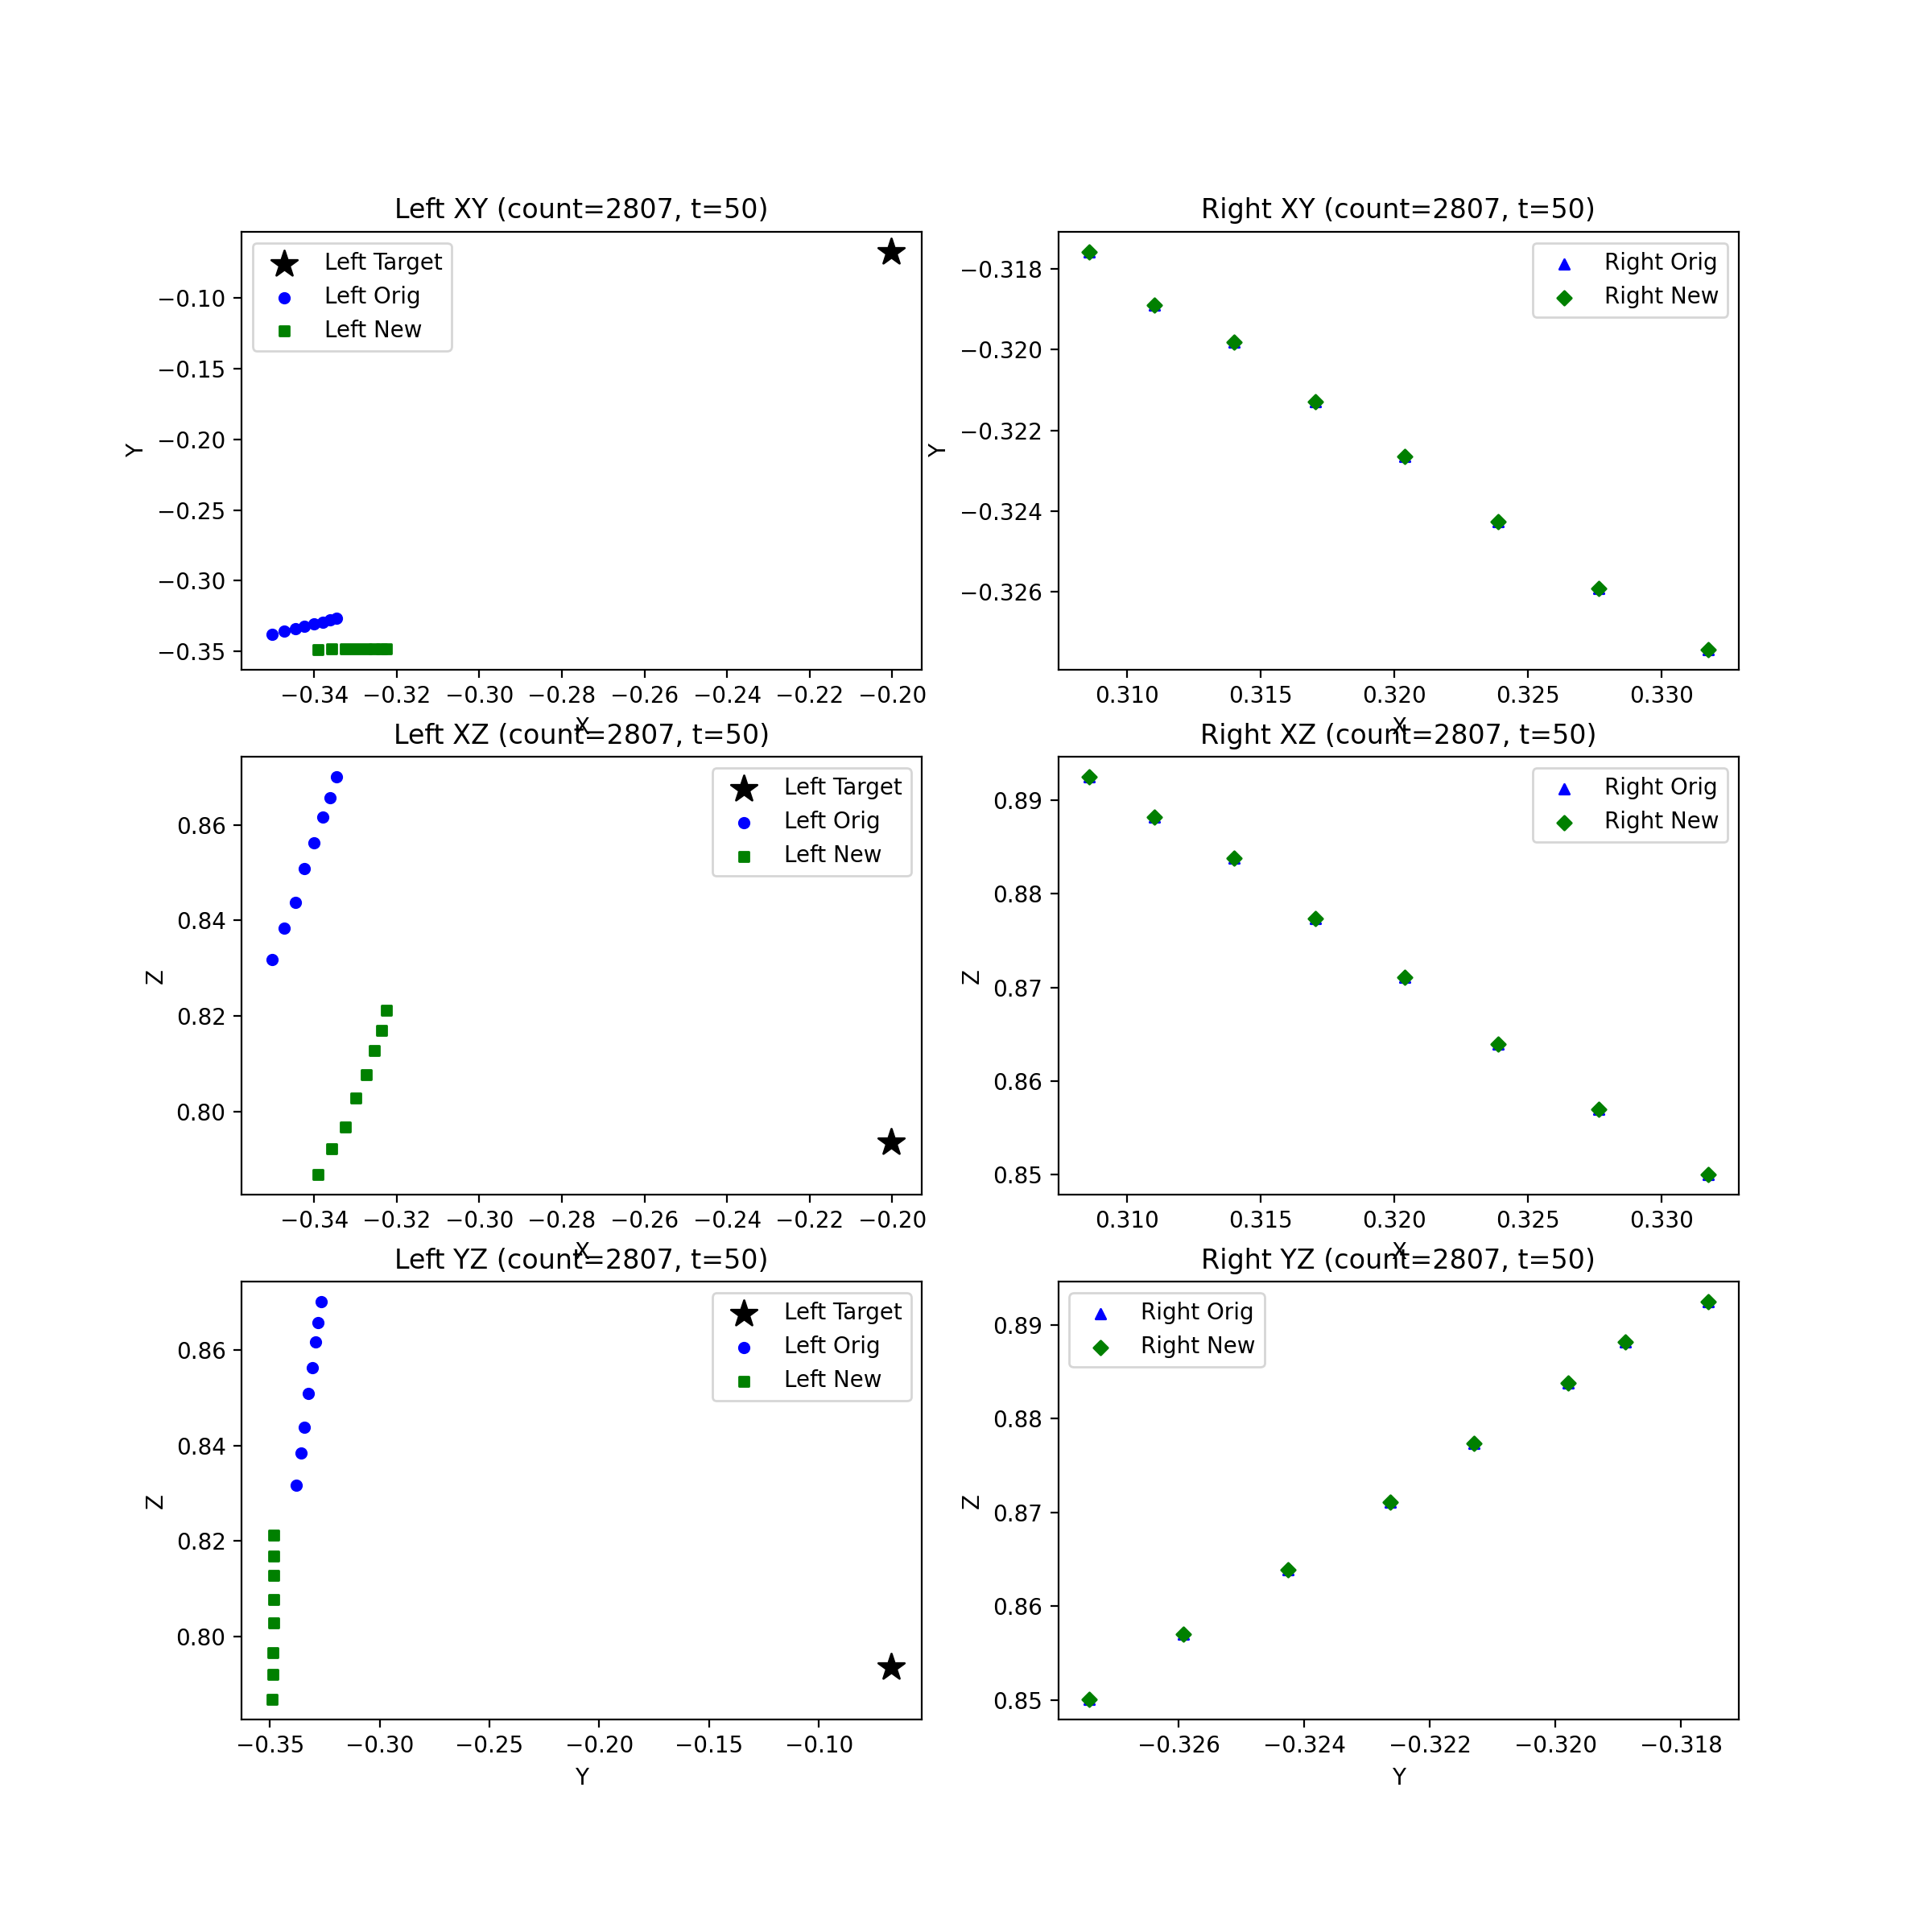 Left XY (count=2807, t=50)
Left Target
Left Orig
Left New
−0.10
−0.15
−0.20
−0.25
−0.30
−0.35
Y
−0.34 −0.32 −0.30 −0.28 −0.26 −0.24 −0.22 −0.20
X
Right XY (count=2807, t=50)
Right Orig
Right New
−0.318
−0.320
−0.322
−0.324
−0.326
Y
0.310 0.315 0.320 0.325 0.330
X
Left XZ (count=2807, t=50)
Left Target
Left Orig
Left New
0.86
0.84
0.82
0.80
Z
−0.34 −0.32 −0.30 −0.28 −0.26 −0.24 −0.22 −0.20
X
Right XZ (count=2807, t=50)
Right Orig
Right New
0.89
0.88
0.87
0.86
0.85
Z
0.310 0.315 0.320 0.325 0.330
X
Left YZ (count=2807, t=50)
Left Target
Left Orig
Left New
0.86
0.84
0.82
0.80
Z
−0.35 −0.30 −0.25 −0.20 −0.15 −0.10
Y
Right YZ (count=2807, t=50)
Right Orig
Right New
0.89
0.88
0.87
0.86
0.85
Z
−0.326 −0.324 −0.322 −0.320 −0.318
Y